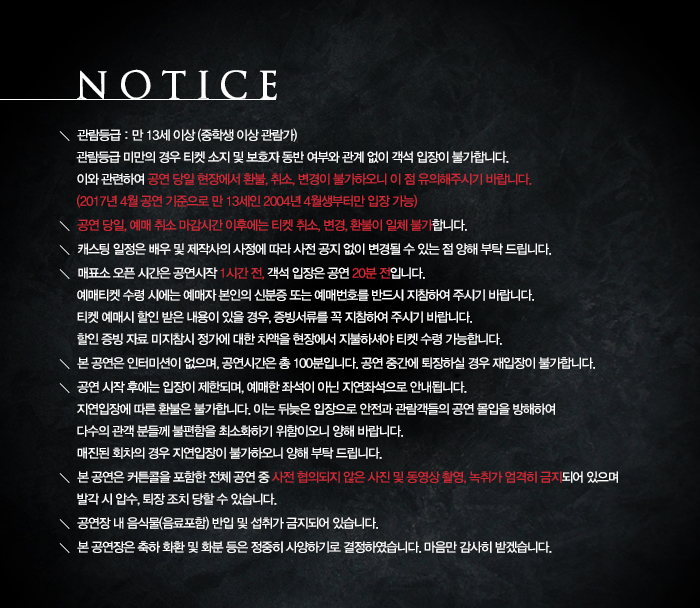 NOTICE
\ 관람등급 : 만 13세 이상 (중학생 이상 관람가)
관람등급 미만의 경우 티켓 소지 및 보호자 동반 여부와 관계 없이 객석 입장이 불가합니다.
이와 관련하여 공연 당일 현장에서 환불, 취소, 변경이 불가하오니 이 점 유의해주시기 바랍니다.
(2017년 4월 공연 기준으로 만 13세인 2004년 4월생부터만 입장 가능)
\ 공연 당일, 예매 취소 마감시간 이후에는 티켓 취소, 변경, 환불이 일체 불가합니다.
\ 캐스팅 일정은 배우 및 제작사의 사정에 따라 사전 공지 없이 변경될 수 있는 점 양해 부탁 드립니다.
\ 매표소 오픈 시간은 공연시작 1시간 전, 객석 입장은 공연 20분 전입니다.
예매티켓 수령 시에는 예매자 본인의 신분증 또는 예매번호를 반드시 지참하여 주시기 바랍니다.
티켓 예매시 할인 받은 내용이 있을 경우, 증빙서류를 꼭 지참하여 주시기 바랍니다.
할인 증빙 자료 미지참시 정가에 대한 차액을 현장에서 지불하셔야 티켓 수령 가능합니다.
\ 본 공연은 인터미션이 없으며, 공연시간은 총 100분입니다. 공연 중간에 퇴장하실 경우 재입장이 불가합니다.
\ 공연 시작 후에는 입장이 제한되며, 예매한 좌석이 아닌 지연좌석으로 안내됩니다.
지연입장에 따른 환불은 불가합니다. 이는 뒤늦은 입장으로 안전과 관람객들의 공연 몰입을 방해하여
다수의 관객 분들께 불편함을 최소화하기 위함이오니 양해 바랍니다.
매진된 회차의 경우 지연입장이 불가하오니 양해 부탁 드립니다.
\ 본 공연은 커튼콜을 포함한 전체 공연 중 사전 협의되지 않은 사진 및 동영상 촬영, 녹취가 엄격히 금지되어 있으며
발각 시 압수, 퇴장 조치 당할 수 있습니다.
\ 공연장 내 음식물(음료포함) 반입 및 섭취가 금지되어 있습니다.
\ 본 공연장은 축하 화환 및 화분 등은 정중히 사양하기로 결정하였습니다. 마음만 감사히 받겠습니다.